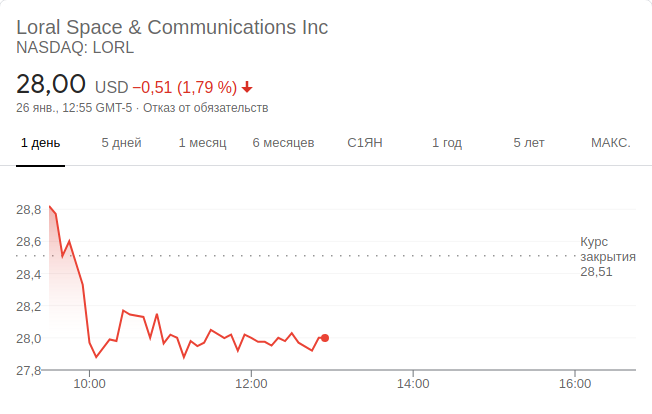 Loral Space & Communications Inc
NASDAQ: LORL
28,00 USD −0,51 (1,79 %)
26 янв., 12:55 GMT-5 · Отказ от обязательств
1 день 5 дней 1 месяц 6 месяцев С1ЯН 1 год 5 лет МАКС.
28,8
28,6
28,4
28,2
28,0
27,8
Курс
закрытия
28,51
10:00 12:00 14:00 16:00